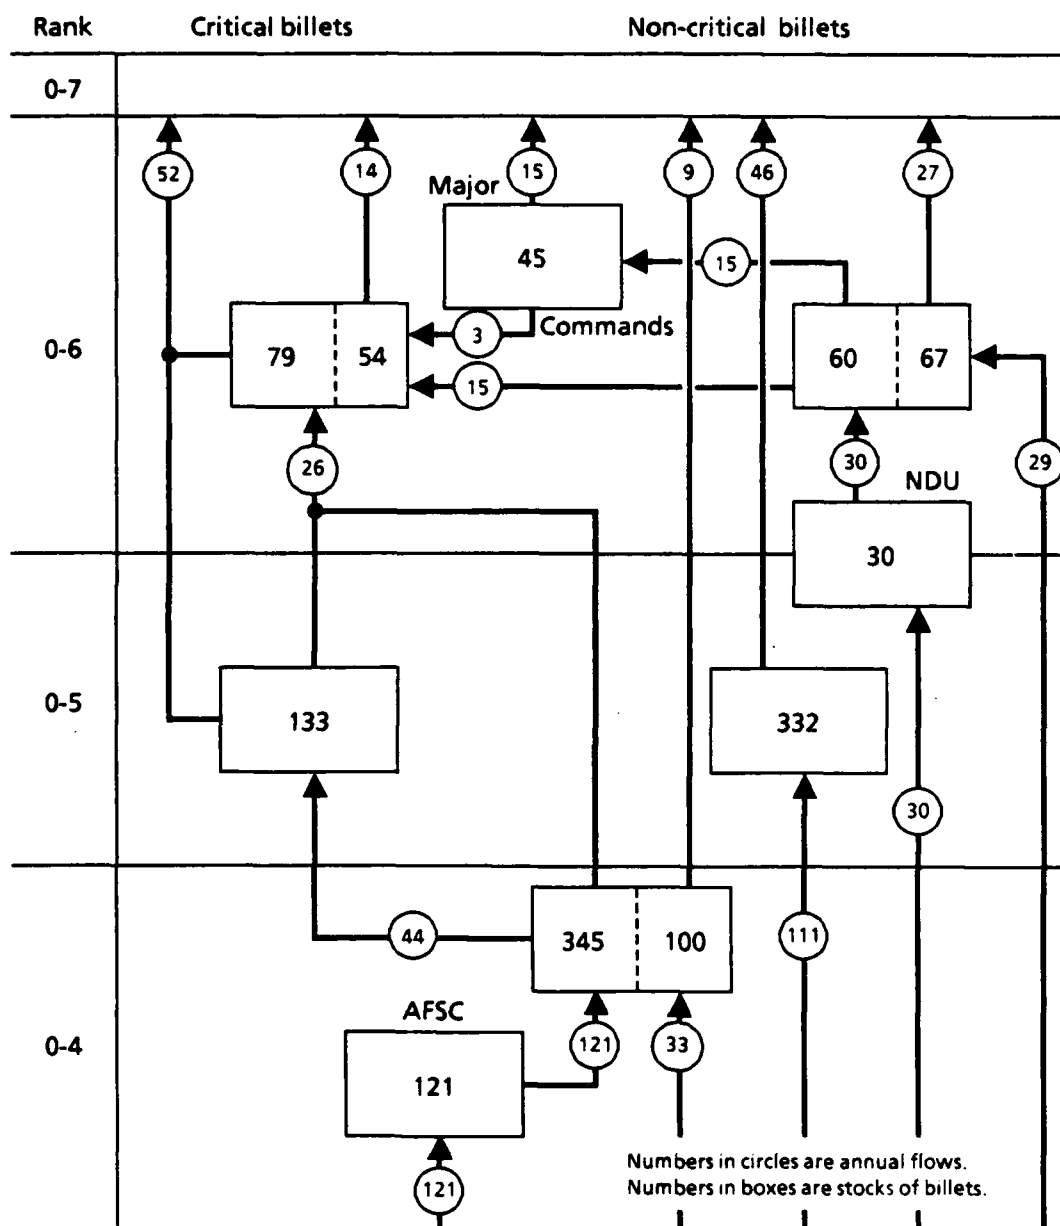 Rank Critical billets Non-critical billets
0-7
52 14 15 9 46 27
Major
45 15
Commands
0-6 79 54 3 60 67
15
26 30 29
NDU
30
0-5 133 332
30
44 345 100 111
AFSC
0-4 121 33
121
Numbers in circles are annual flows.
121 Numbers in boxes are stocks of billets.